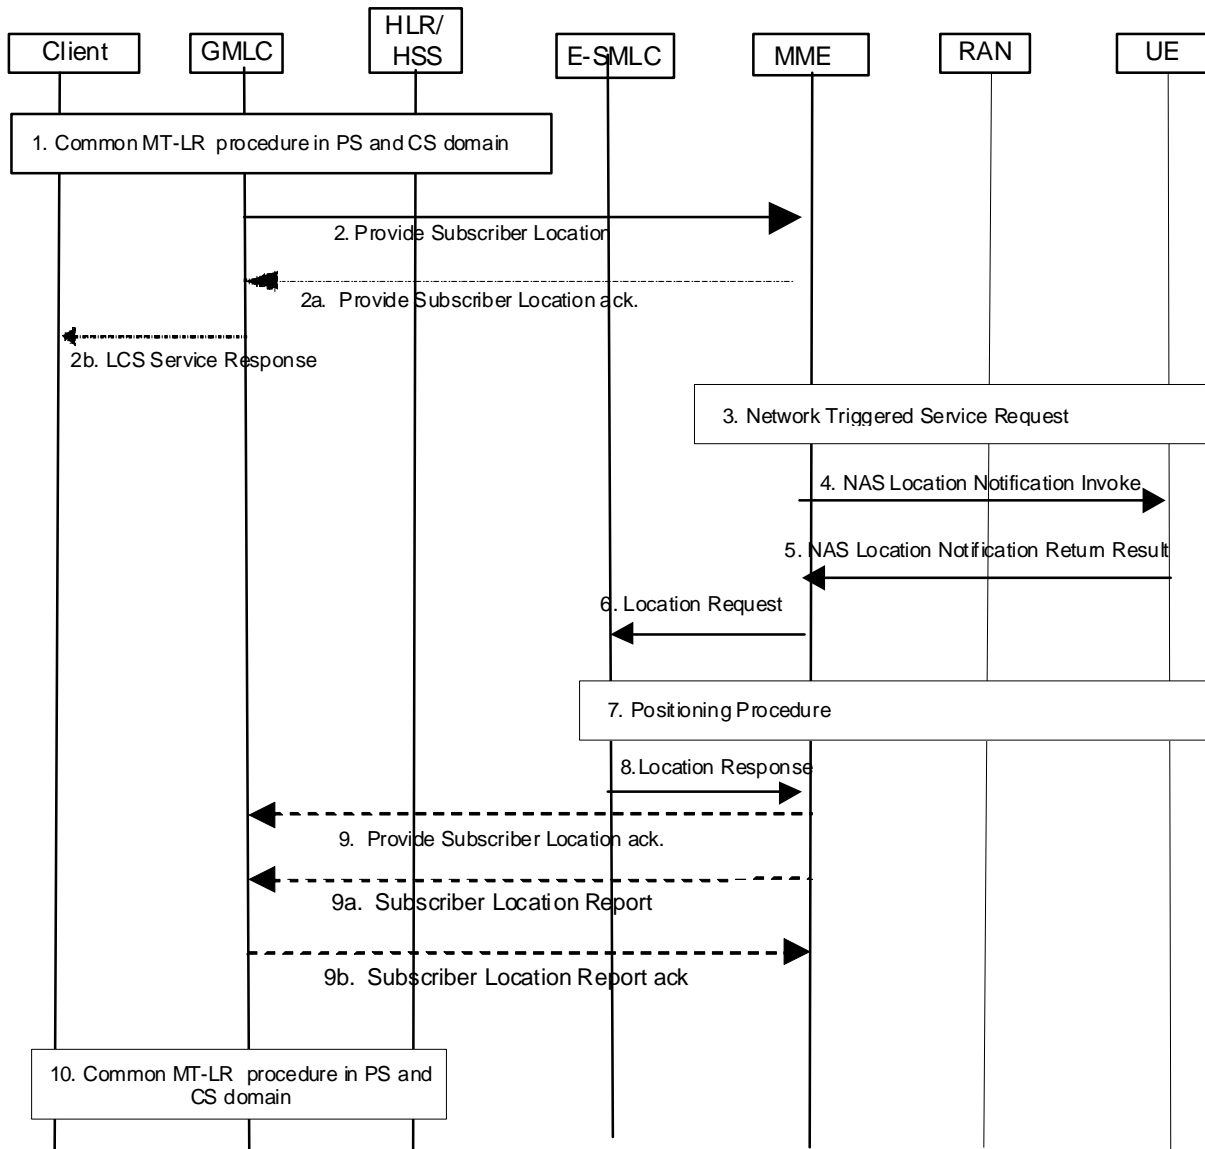 Client
GMLC
HLR/
HSS
E-SMLC
MME
RAN
UE
1. Common MT-LR procedure in PS and CS domain
2. Provide Subscriber Location
2a. Provide Subscriber Location ack.
2b. LCS Service Response
3. Network Triggered Service Request
4. NAS Location Notification Invoke
5. NAS Location Notification Return Result
6. Location Request
7. Positioning Procedure
8.Location Response
9. Provide Subscriber Location ack.
9a. Subscriber Location Report
9b. Subscriber Location Report ack
10. Common MT-LR procedure in PS and
CS domain